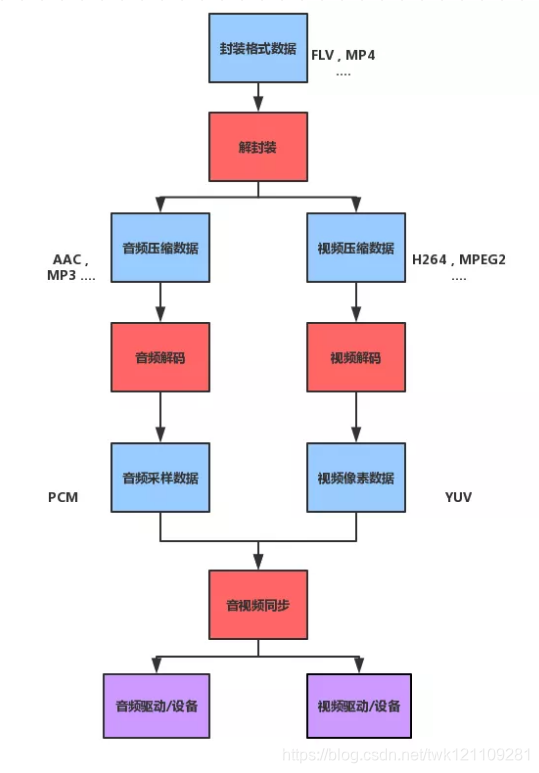 封装格式数据
FLV , MP4
....
解封装
音频压缩数据
视频压缩数据
AAC ,
MP3 ....
H264 , MPEG2
....
音频解码
视频解码
音频采样数据
视频像素数据
PCM
YUV
音视频同步
音频驱动/设备
视频驱动/设备
https://blog.csdn.net/twk121109281